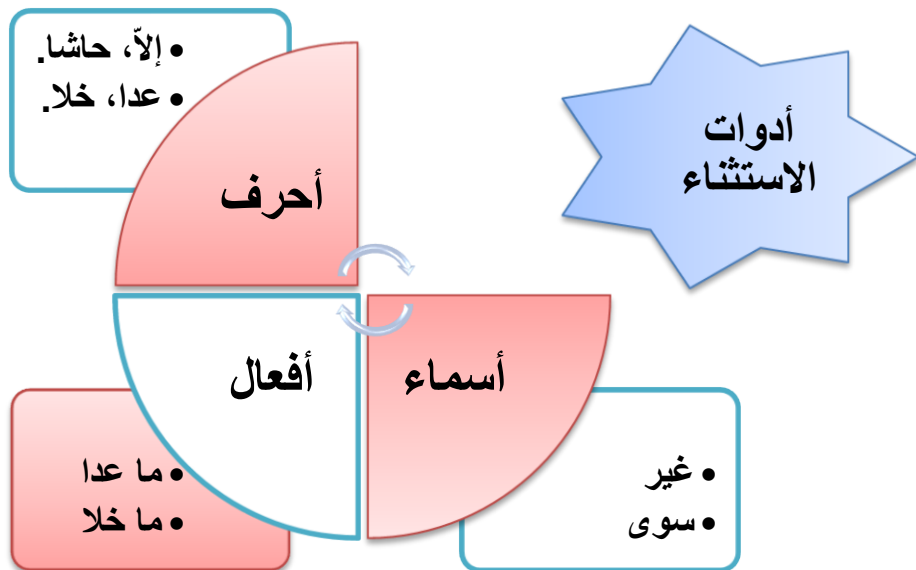 أدوات
الاستثناء
أحرف
• إلاّ، حاشا.
• عدا، خلا.
أسماء
• غير
• سوى
أفعال
• ما عدا
• ما خلا